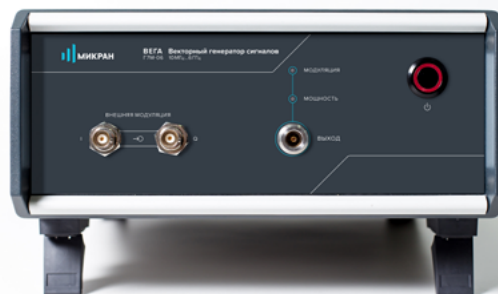 МИКРАН
ВЕГА Векторный генератор сигналов
МОДУЛЯЦИЯ
МОЩНОСТЬ
ВНЕШНЯЯ МОДУЛЯЦИЯ
I
Q
ВЫХОД